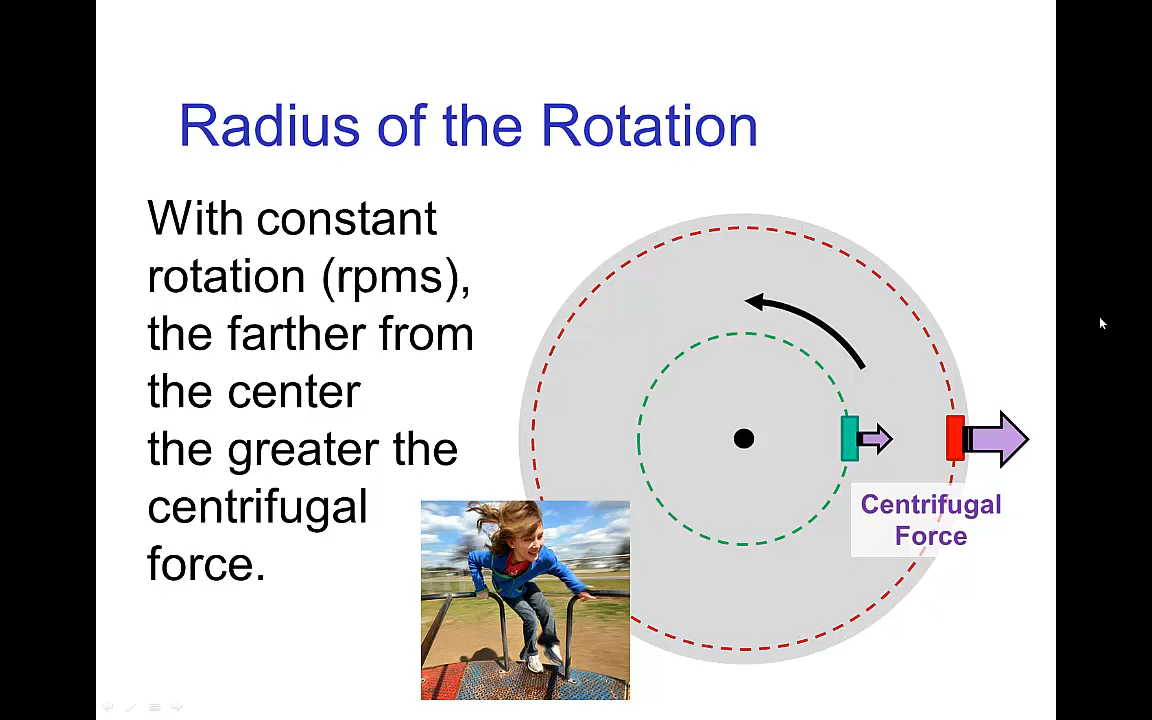 Radius of the Rotation
With constant
rotation (rpms),
the farther from
the center
the greater the
centrifugal
force.
Centrifugal
Force